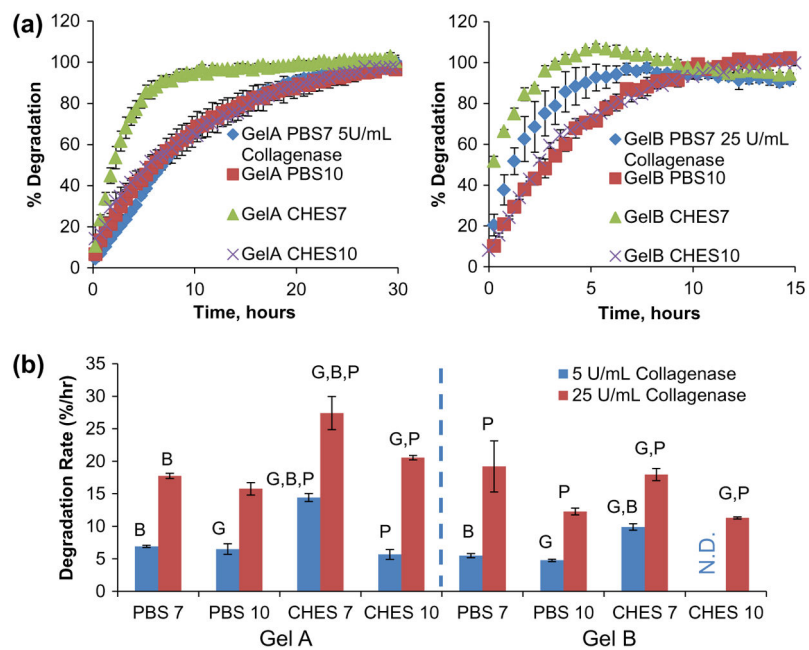 (a)
% Degradation
120
100
80
60
40
20
0
GelA PBS7 5U/mL
Collagenase
GelA PBS10
GelA CHES7
GelA CHES10
0 10 20 30
Time, hours
% Degradation
120
100
80
60
40
20
0
GelB PBS7 25 U/mL
Collagenase
GelB PBS10
GelB CHES7
GelB CHES10
0 5 10 15
Time, hours
(b)
Degradation Rate (%/hr)
35
30
25
20
15
10
5
0
5 U/mL Collagenase
25 U/mL Collagenase
B
B
G
G,B,P
G,B,P
P
G,P
B
P
G
P
G,B
G,P
N.D.
G,P
PBS 7 PBS 10 CHES 7 CHES 10 PBS 7 PBS 10 CHES 7 CHES 10
Gel A Gel B